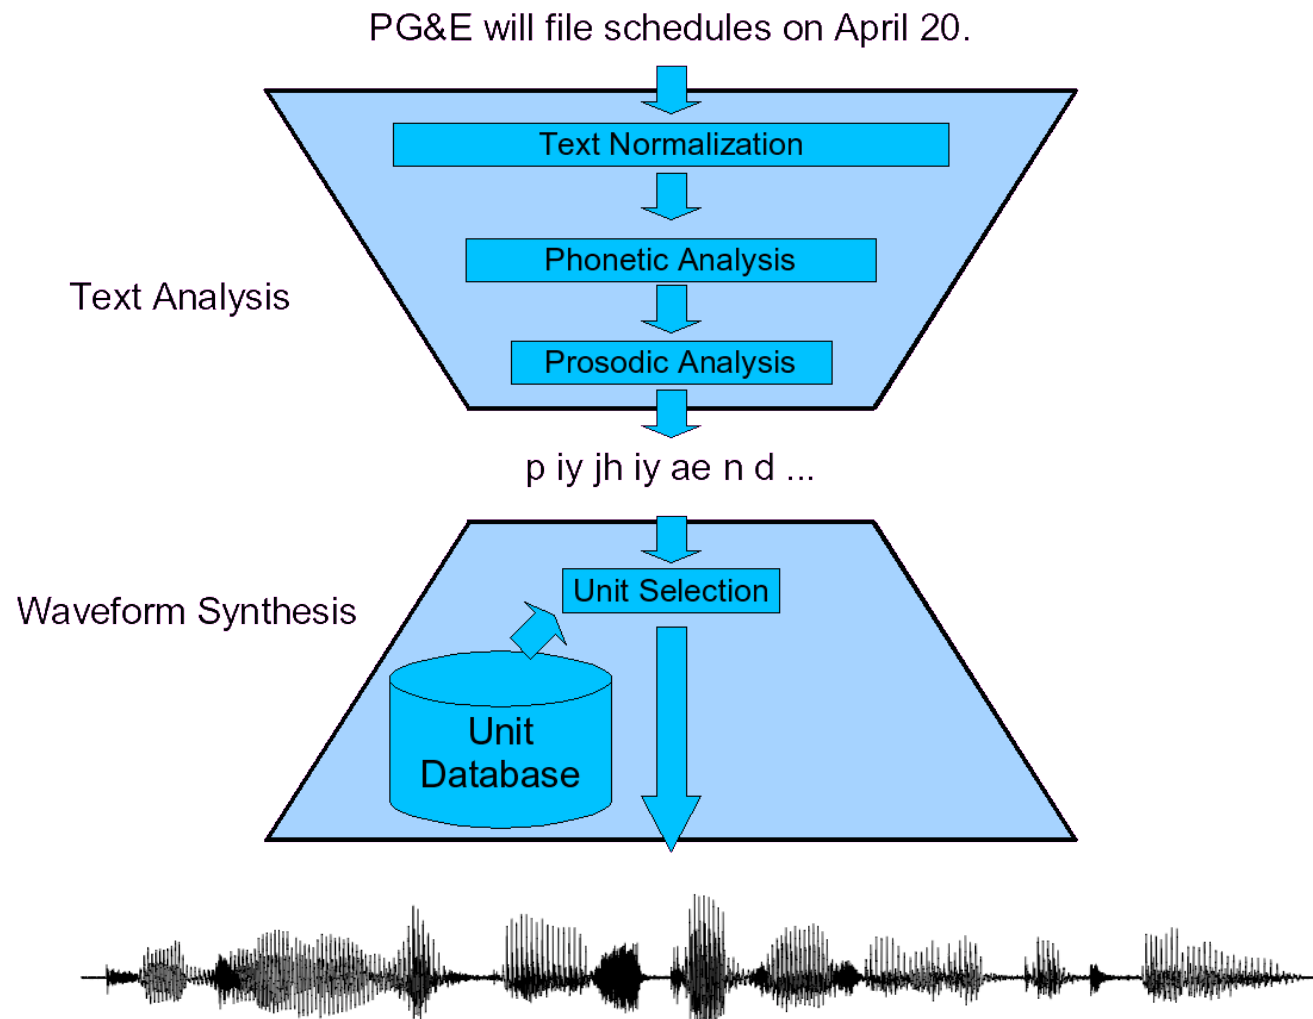 PG&E will file schedules on April 20.
Text Normalization
Phonetic Analysis
Text Analysis
Prosodic Analysis
p iy jh iy ae n d ...
Unit Selection
Waveform Synthesis
Unit
Database